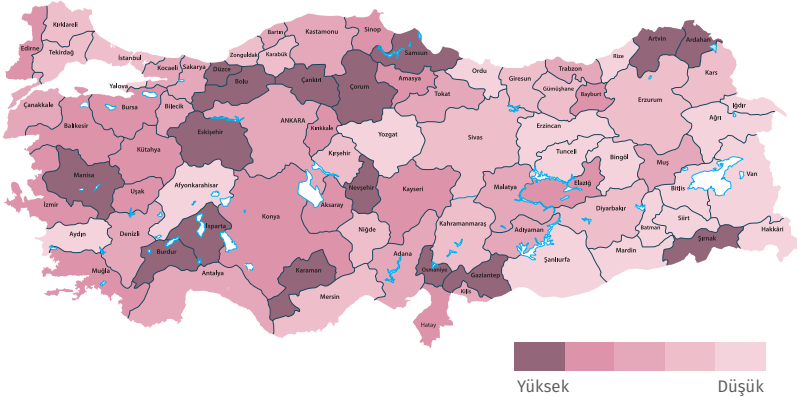 Kırklareli
Edirne
Tekirdağ
İstanbul
Kocaeli
Sakarya
Yalova
Zonguldak
Bartın
Karabük
Kastamonu
Sinop
Samsun
Düzce
Bolu
Çankırı
Çorum
Amasya
Tokat
Ordu
Giresun
Trabzon
Gümüşhane
Bayburt
Rize
Artvin
Ardahan
Kars
Iğdır
Ağrı
Erzurum
Erzincan
Çanakkale
Balıkesir
Bursa
Bilecik
Eskişehir
ANKARA
Kırıkkale
Kırşehir
Yozgat
Sivas
Tunceli
Bingöl
Muş
Bitlis
Van
Kütahya
Manisa
Uşak
İzmir
Afyonkarahisar
Konya
Aksaray
Nevşehir
Kayseri
Malatya
Elazığ
Diyarbakır
Batman
Siirt
Hakkâri
Şırnak
Mardin
Aydın
Denizli
Isparta
Burdur
Muğla
Antalya
Karaman
Niğde
Mersin
Adana
Kahramanmaraş
Osmaniye
Gaziantep
Kilis
Hatay
Adıyaman
Şanlıurfa
Yüksek
Düşük